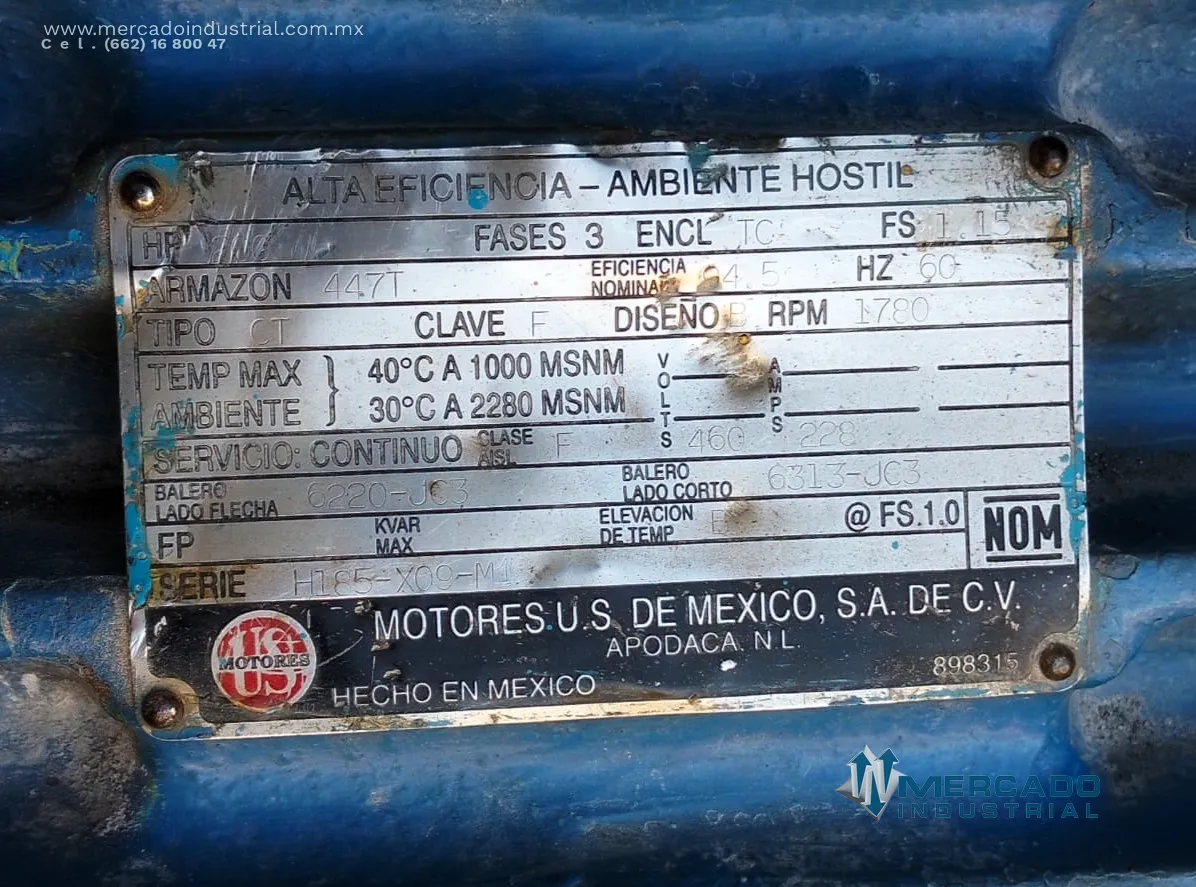 www.mercadoindustrial.com.mx
Cel. (662) 16 800 47
ALTA EFICIENCIA – AMBIENTE HOSTIL
HP FASES 3 ENCL TC FS 1.15
ARMAZON 447T EFICIENCIA NOMINAL 94.5 HZ 60
TIPO CT CLAVE F DISEÑO B RPM 1780
TEMP MAX AMBIENTE } 40°C A 1000 MSNM
30°C A 2280 MSNM
VOLTS AMPS
SERVICIO: CONTINUO CLASE AISL F 460 228
BALERO LADO FLECHA 6220-JC3 BALERO LADO CORTO 6313-JC3
FP KVAR MAX ELEVACION DE TEMP @ FS.1.0 NOM
SERIE H185-X09-M1
MOTORES U.S. DE MEXICO, S.A. DE C.V.
APODACA N.L.
US MOTORES
HECHO EN MEXICO 898315
MERCADO
INDUSTRIAL